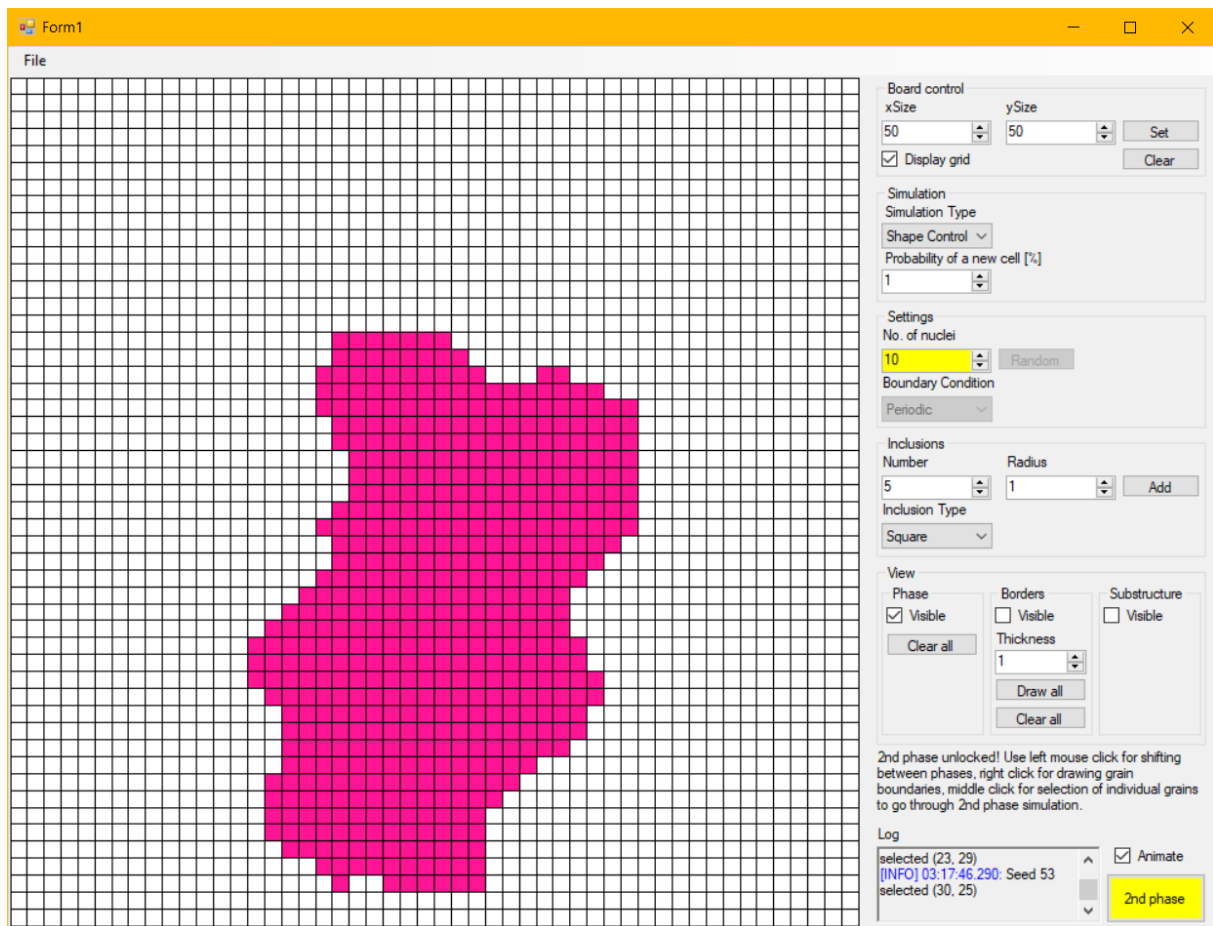 Form1
File
Board control
xSize ySize
50 50 Set
Display grid Clear
Simulation
Simulation Type
Shape Control
Probability of a new cell [%]
1
Settings
No. of nuclei
10 Random
Boundary Condition
Periodic
Inclusions
Number Radius
5 1 Add
Inclusion Type
Square
View
Phase Borders Substructure
Visible Visible Visible
Clear all Thickness
1
Draw all
Clear all
2nd phase unlocked! Use left mouse click for shifting
between phases, right click for drawing grain
boundaries, middle click for selection of individual grains
to go through 2nd phase simulation.
Log
selected (23, 29) Animate
[INFO] 03:17:46.290: Seed 53
selected (30, 25) 2nd phase